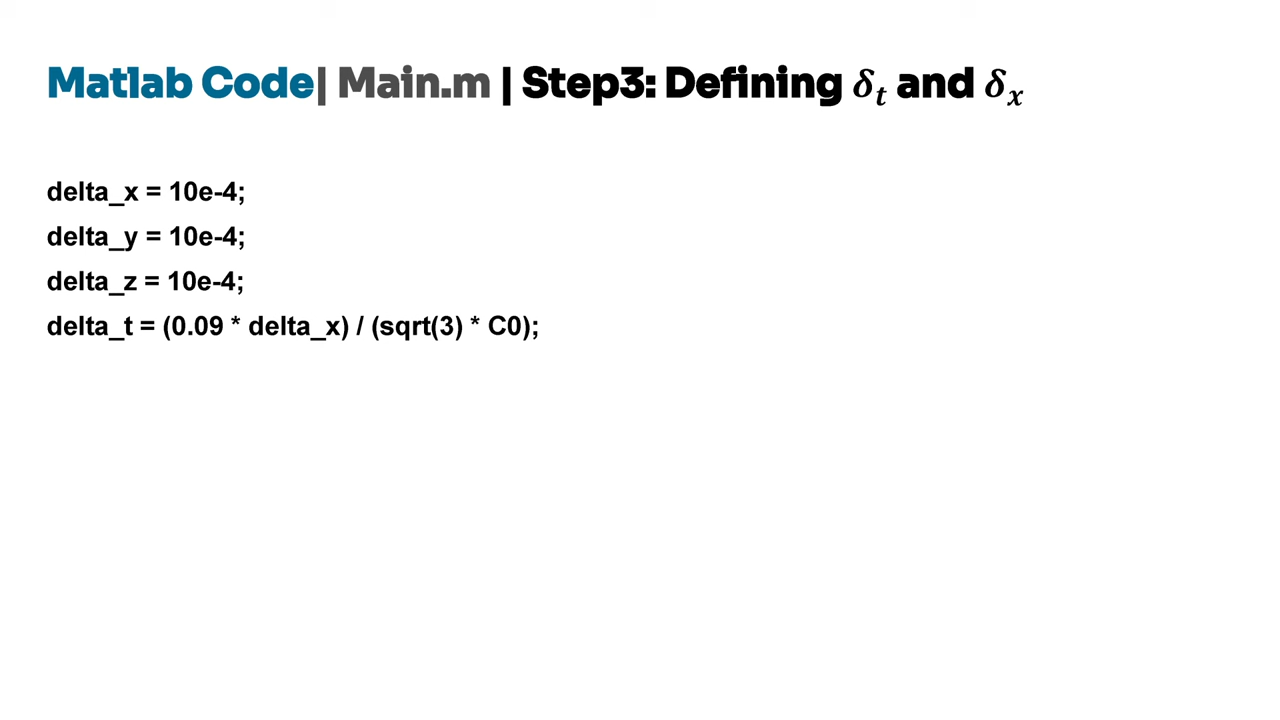 Matlab Code| Main.m | Step3: Defining 𝛿𝑡 and 𝛿𝑥
delta_x = 10e-4;
delta_y = 10e-4;
delta_z = 10e-4;
delta_t = (0.09 * delta_x) / (sqrt(3) * C0);